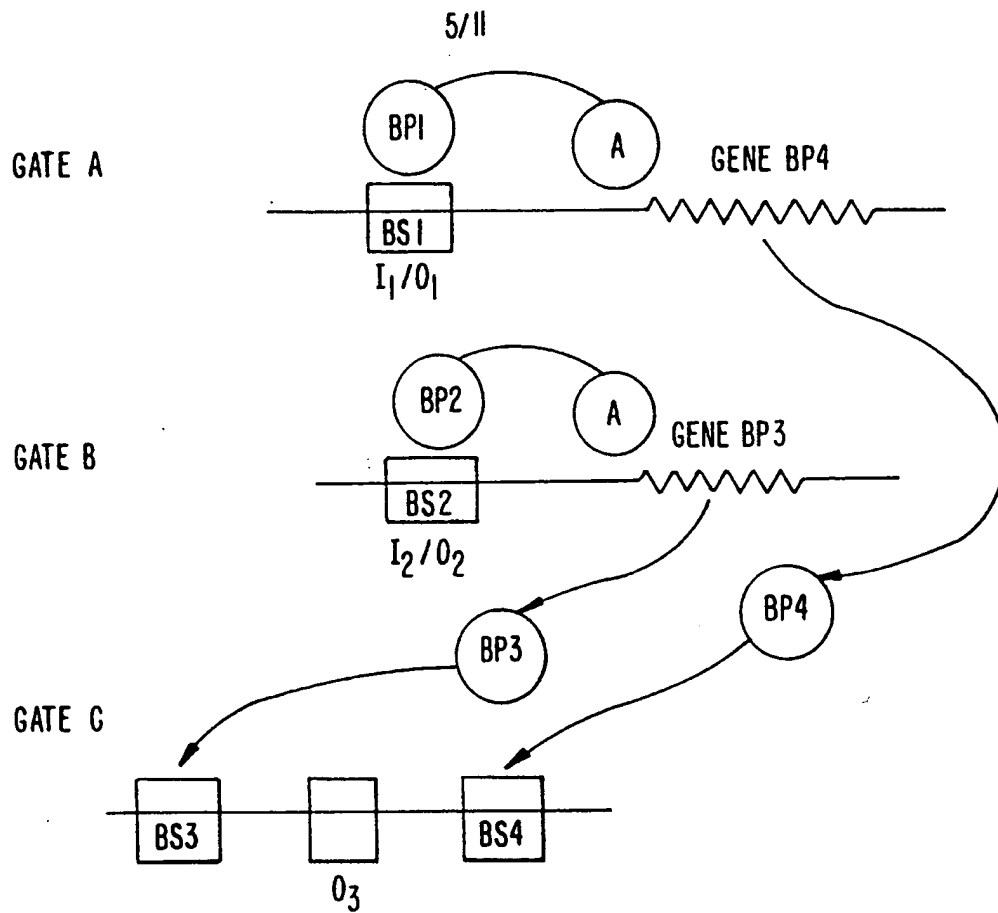 5/11
GATE A
BP1
A
GENE BP4
BS1
I₁/O₁
GATE B
BP2
A
GENE BP3
BS2
I₂/O₂
BP4
BP3
GATE C
BS3
BS4
O₃